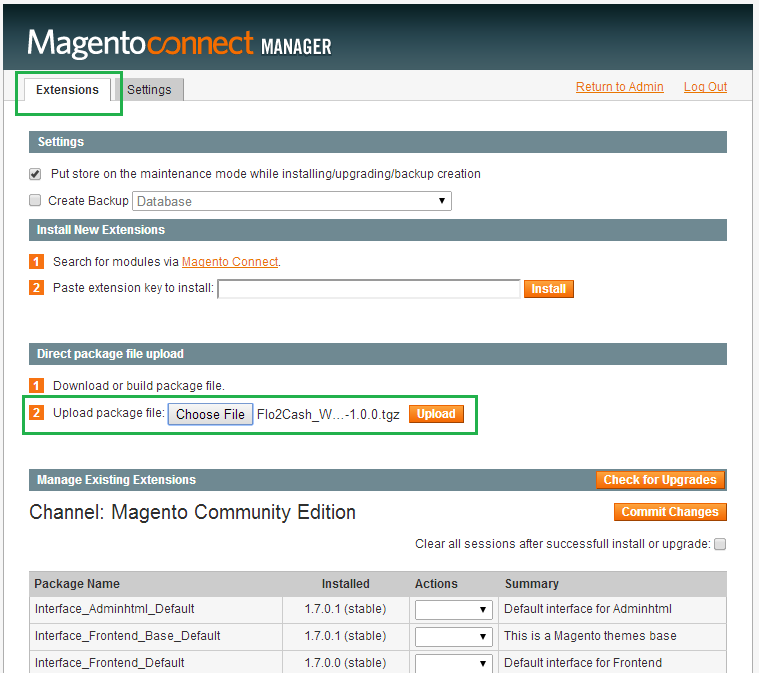 Magentoconnect MANAGER
Extensions Settings Return to Admin Log Out
Settings
Put store on the maintenance mode while installing/upgrading/backup creation
Create Backup Database
Install New Extensions
1 Search for modules via Magento Connect.
2 Paste extension key to install: Install
Direct package file upload
1 Download or build package file.
2 Upload package file: Choose File Flo2Cash_W...-1.0.0.tgz Upload
Manage Existing Extensions Check for Upgrades
Channel: Magento Community Edition Commit Changes
Clear all sessions after successfull install or upgrade:
Package Name Installed Actions Summary
Interface_Adminhtml_Default 1.7.0.1 (stable) Default interface for Adminhtml
Interface_Frontend_Base_Default 1.7.0.1 (stable) This is a Magento themes base
Interface_Frontend_Default 1.7.0.0 (stable) Default interface for Frontend